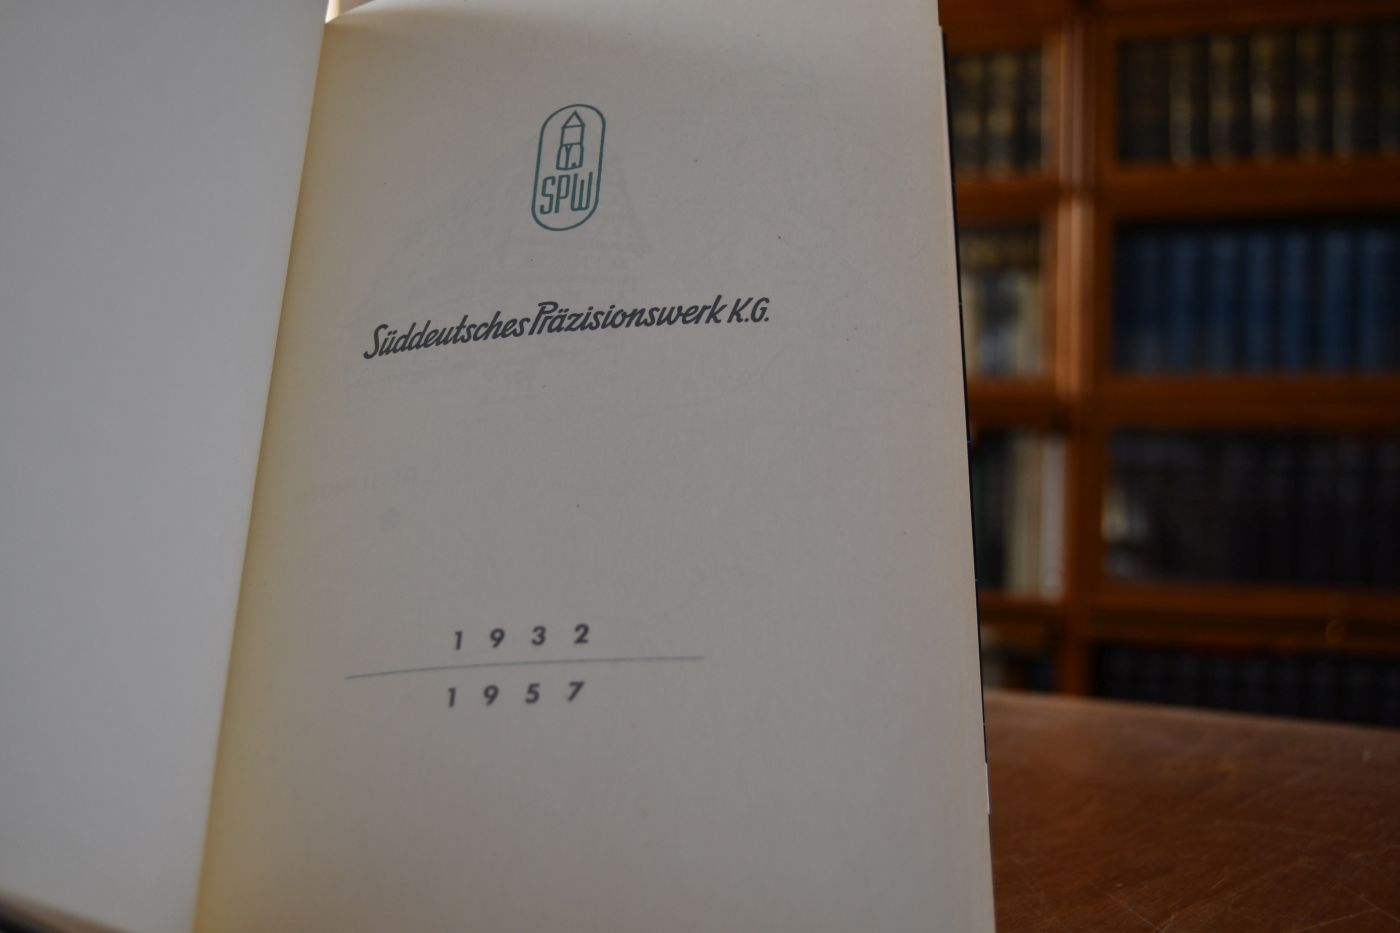 SPW
Süddeutsches Präzisionswerk K.G.
1932
1957